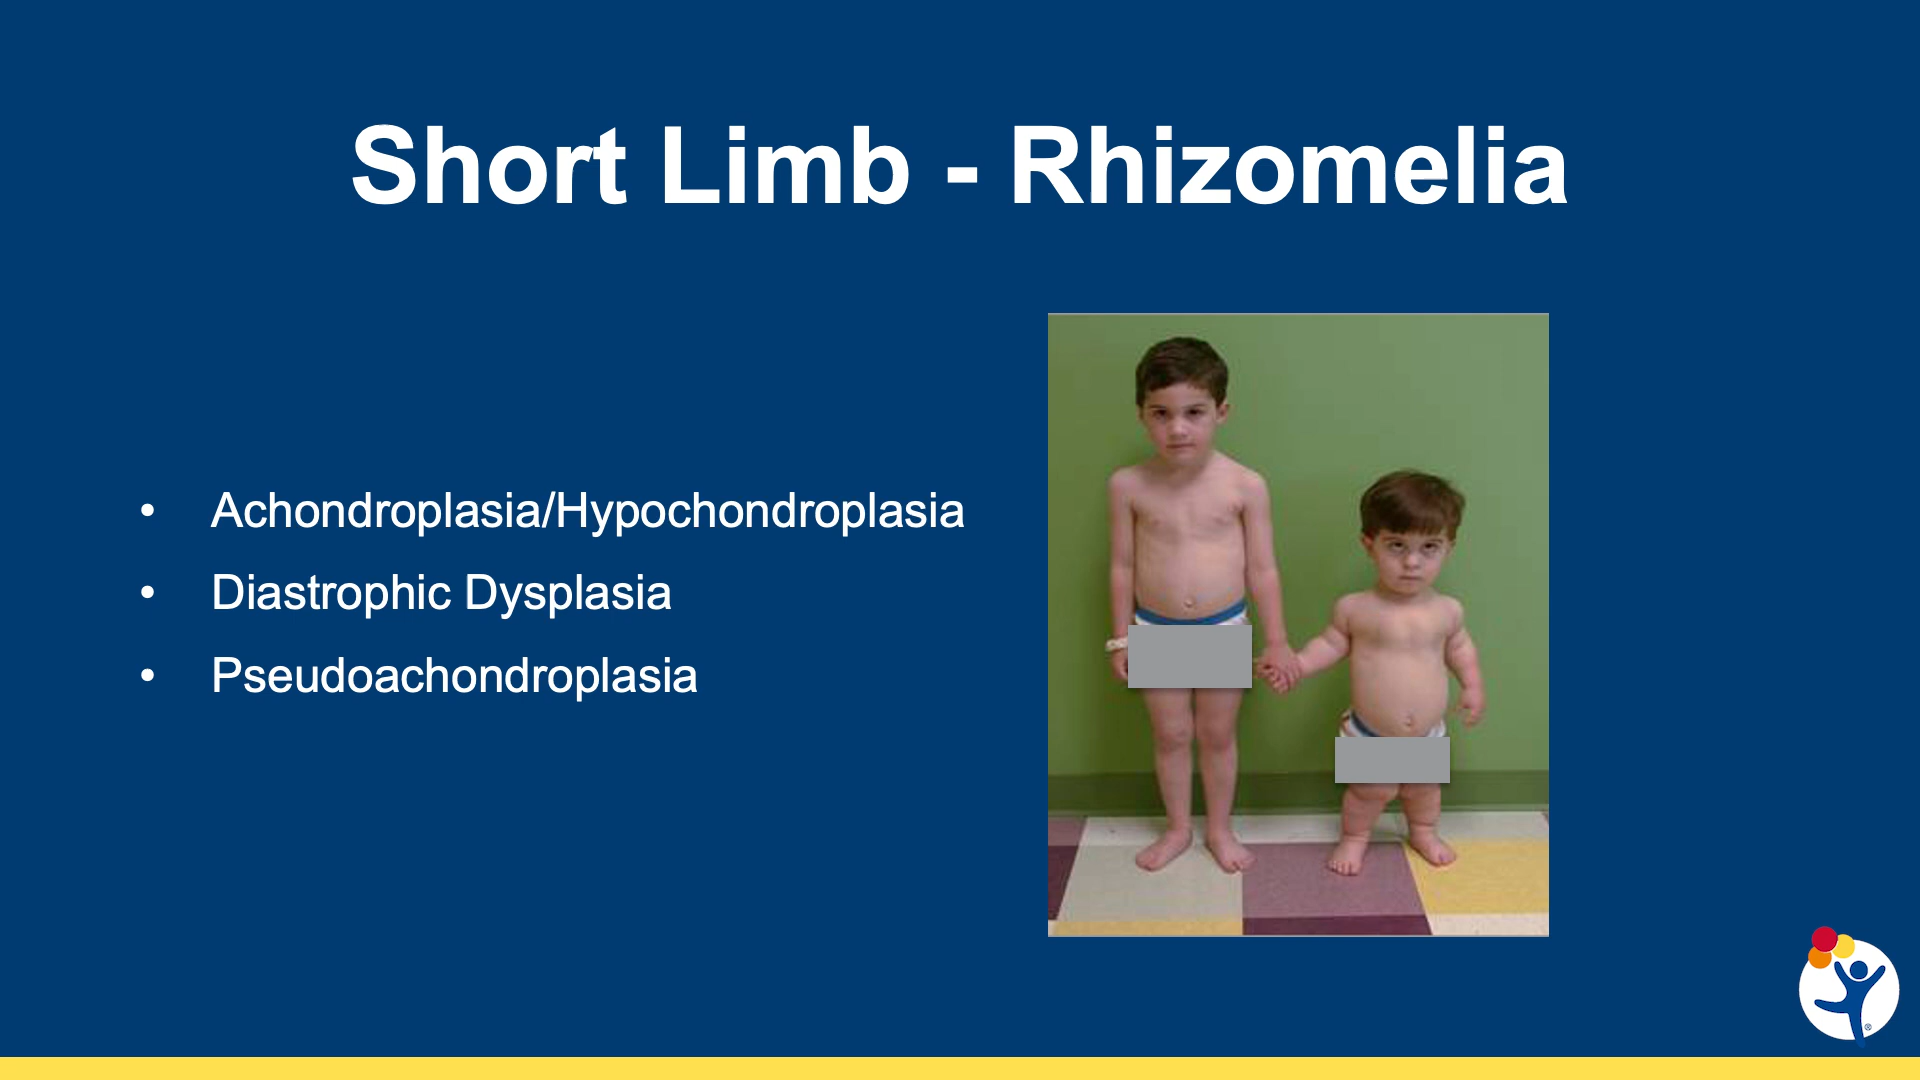 Short Limb - Rhizomelia
• Achondroplasia/Hypochondroplasia
• Diastrophic Dysplasia
• Pseudoachondroplasia
®